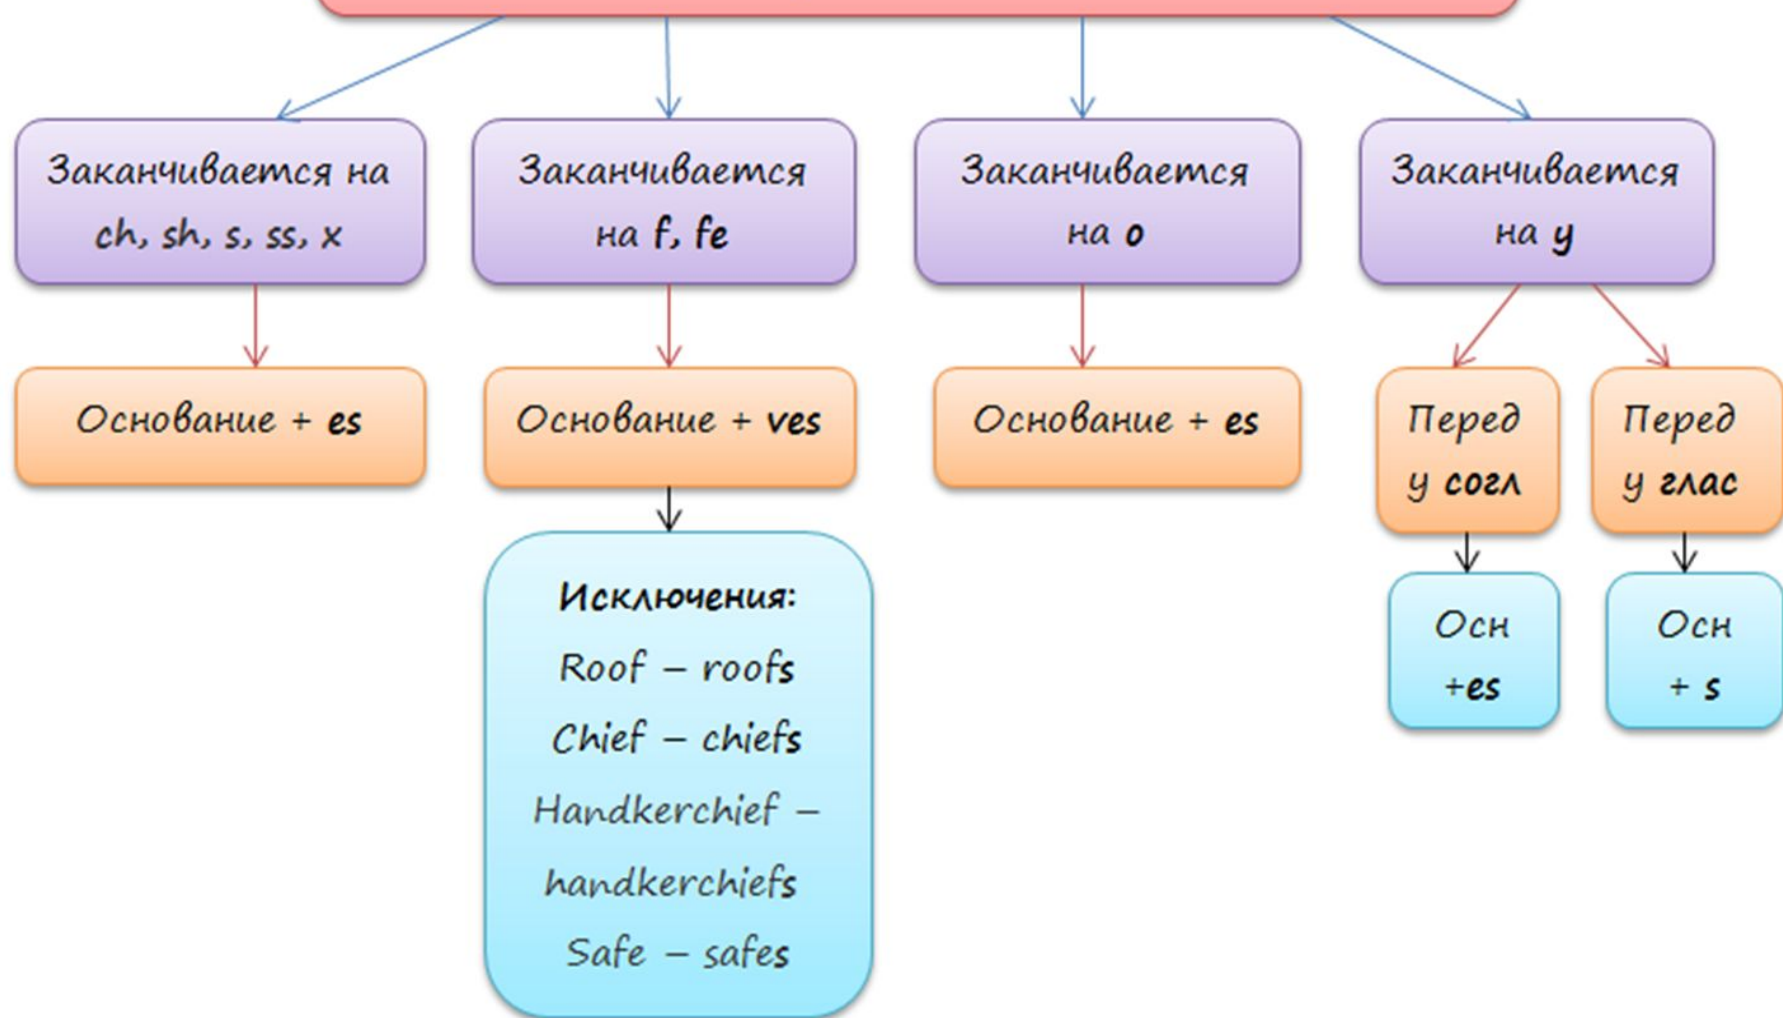 Заканчивается на
ch, sh, s, ss, x
Заканчивается
на f, fe
Заканчивается
на о
Заканчивается
на y
Основание + es
Основание + ves
Основание + es
Перед
y согл
Перед
y глас
Исключения:
Roof – roofs
Chief – chiefs
Handkerchief –
handkerchiefs
Safe – safes
Осн
+es
Осн
+ s